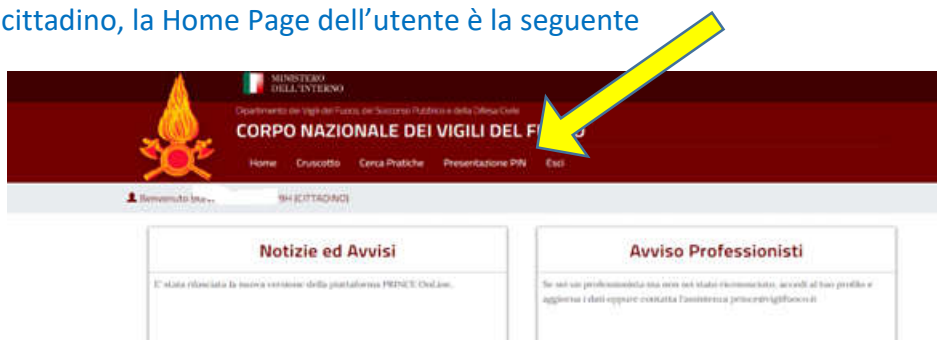 cittadino, la Home Page dell’utente è la seguente
MINISTERO
DELL'INTERNO
Dipartimento dei Vigili del Fuoco, del Soccorso Pubblico e della Difesa Civile
CORPO NAZIONALE DEI VIGILI DEL
Home Cruscotto Cerca Pratiche Presentazione PIN Esci
Benvenuto 9H (CITTADINO)
Notizie ed Avvisi
E' stata rilasciata la nuova versione della piattaforma PRINCE OnLine.
Avviso Professionisti
Se sei un professionista ma non sei stato riconosciuto, accedi al tuo profilo e
aggiorna i dati oppure contatta l'assistenza